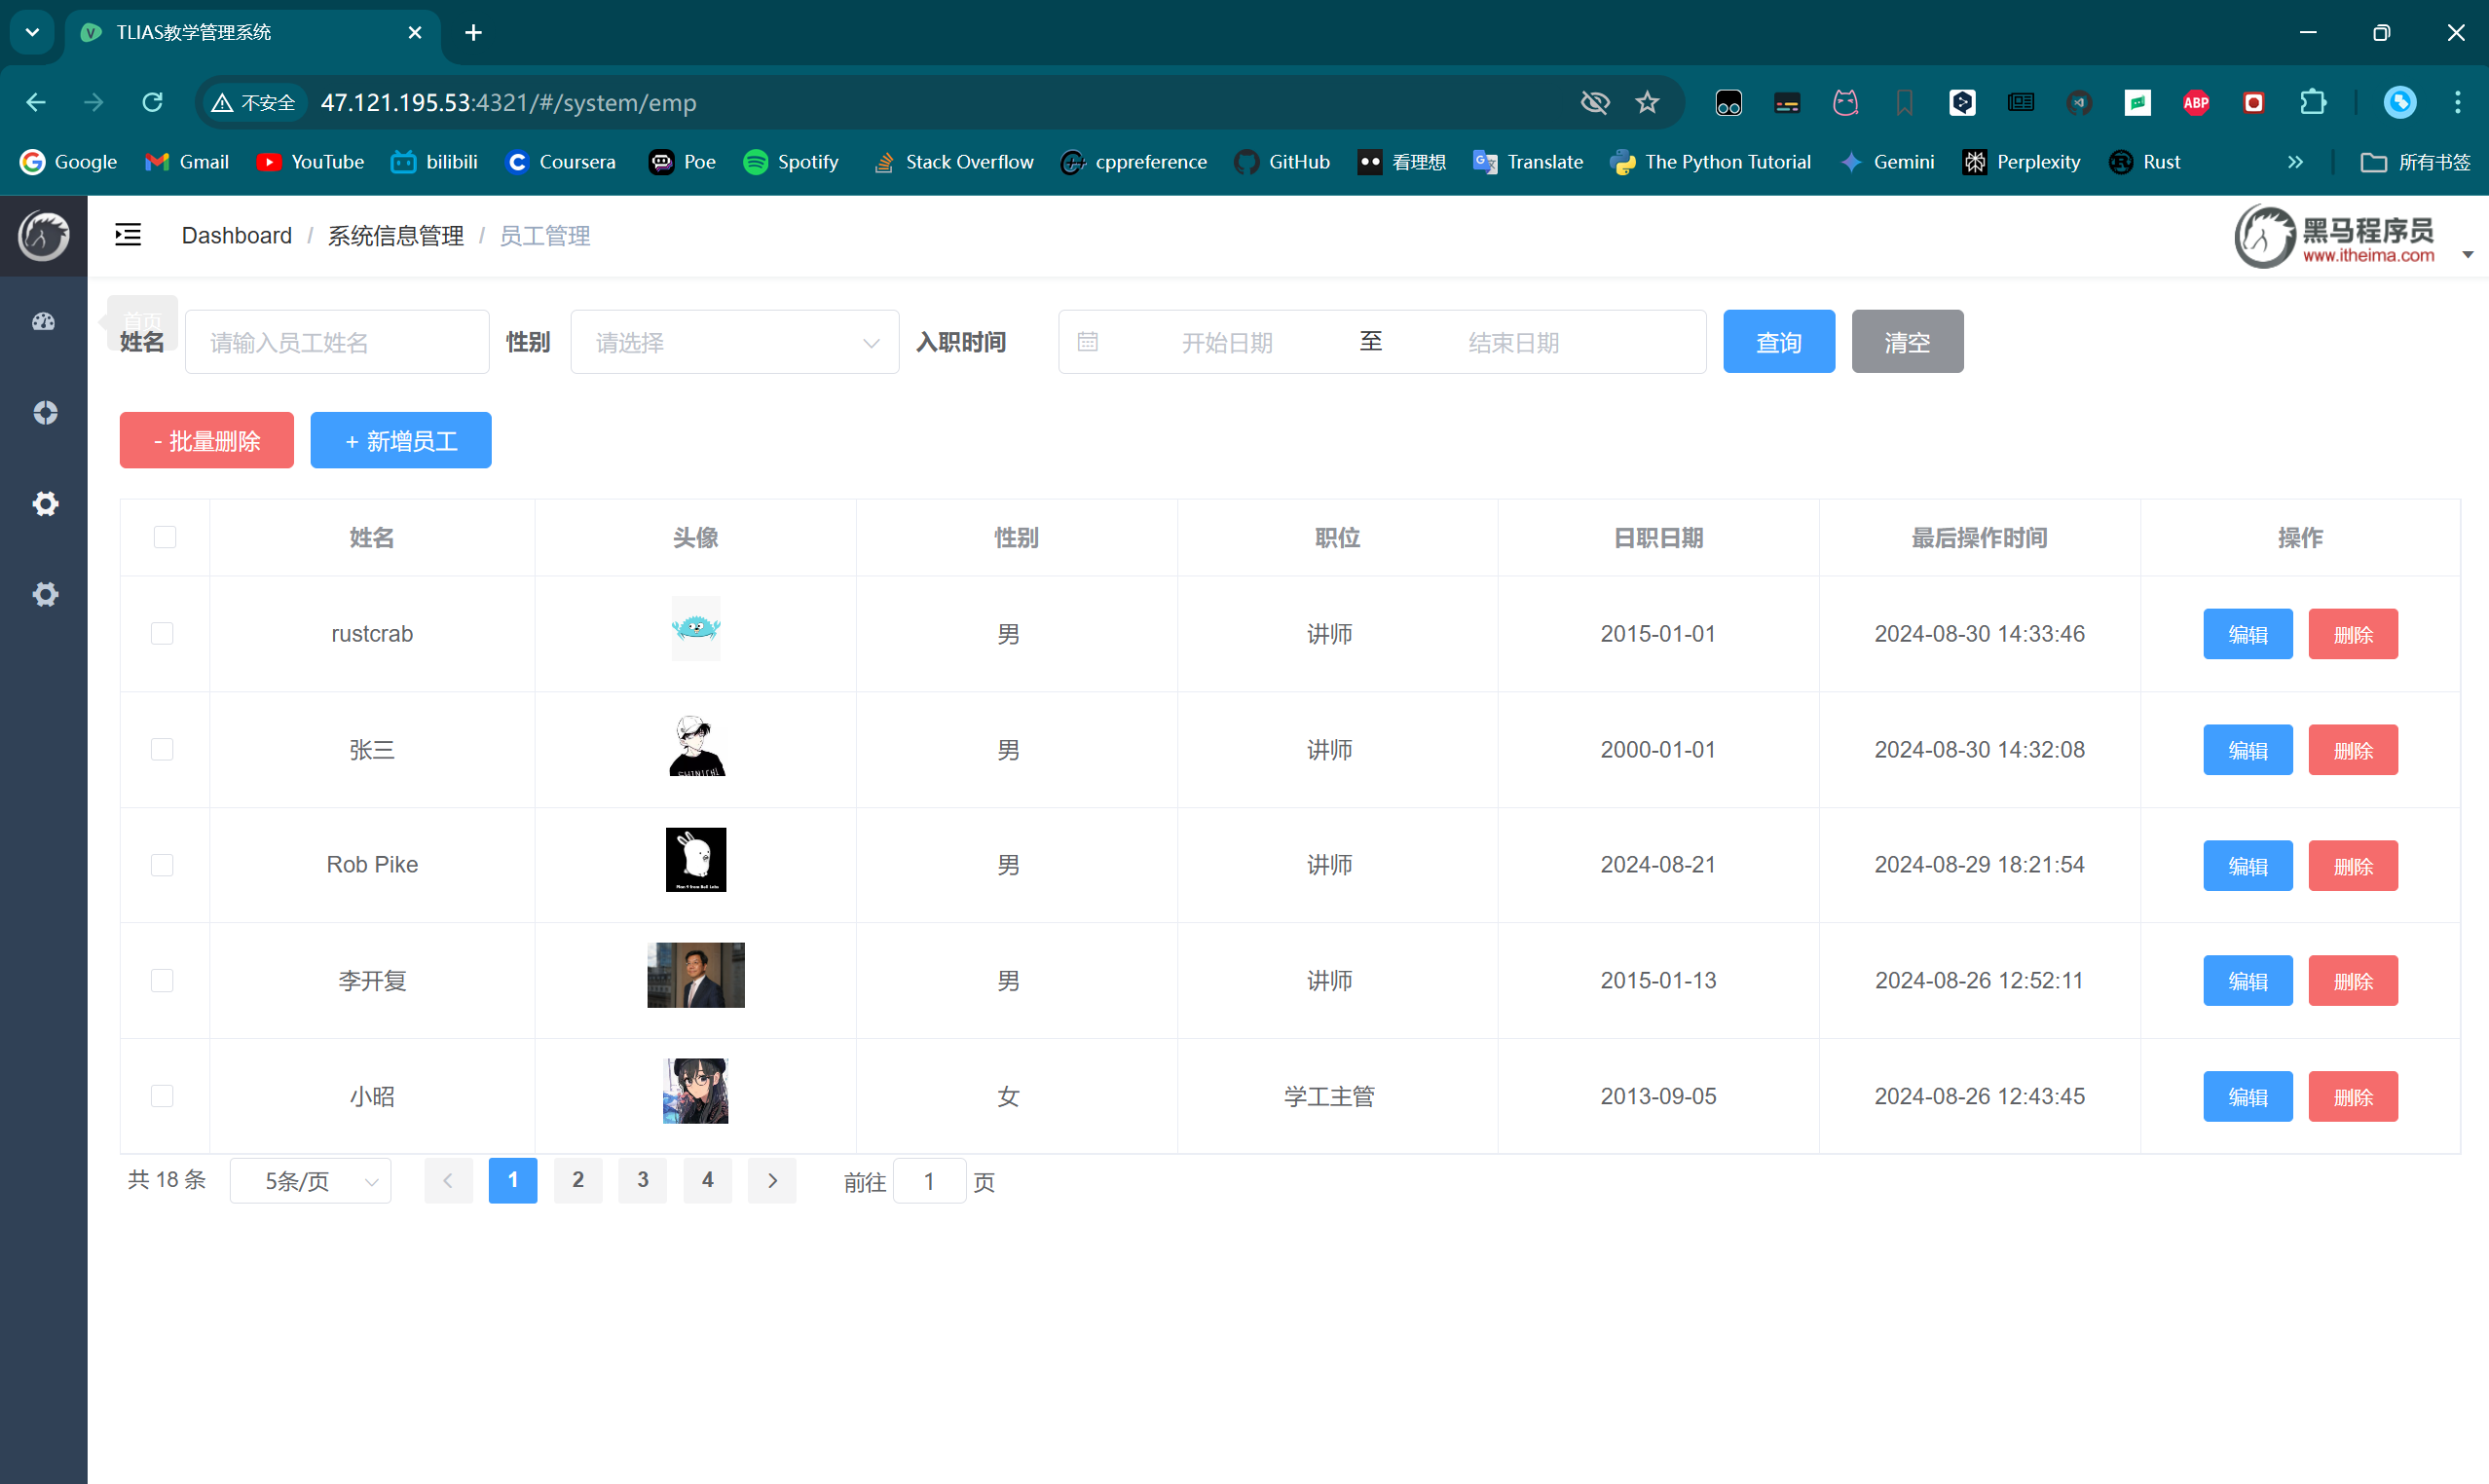 TLIAS教学管理系统
不安全 47.121.195.53:4321/#/system/emp
ABP
Google Gmail YouTube bilibili Coursera Poe Spotify Stack Overflow cppreference GitHub 看理想 Translate The Python Tutorial Gemini Perplexity Rust 所有书签
Dashboard / 系统信息管理 / 员工管理
黑马程序员
www.itheima.com
首页
姓名 请输入员工姓名 性别 请选择 入职时间 开始日期 至 结束日期 查询 清空
- 批量删除 + 新增员工
姓名 头像 性别 职位 日职日期 最后操作时间 操作
rustcrab 男 讲师 2015-01-01 2024-08-30 14:33:46 编辑 删除
张三 男 讲师 2000-01-01 2024-08-30 14:32:08 编辑 删除
SHINICHI
Rob Pike 男 讲师 2024-08-21 2024-08-29 18:21:54 编辑 删除
Plan 9 from Bell Labs
李开复 男 讲师 2015-01-13 2024-08-26 12:52:11 编辑 删除
小昭 女 学工主管 2013-09-05 2024-08-26 12:43:45 编辑 删除
共 18 条 5条/页 1 2 3 4 前往 1 页